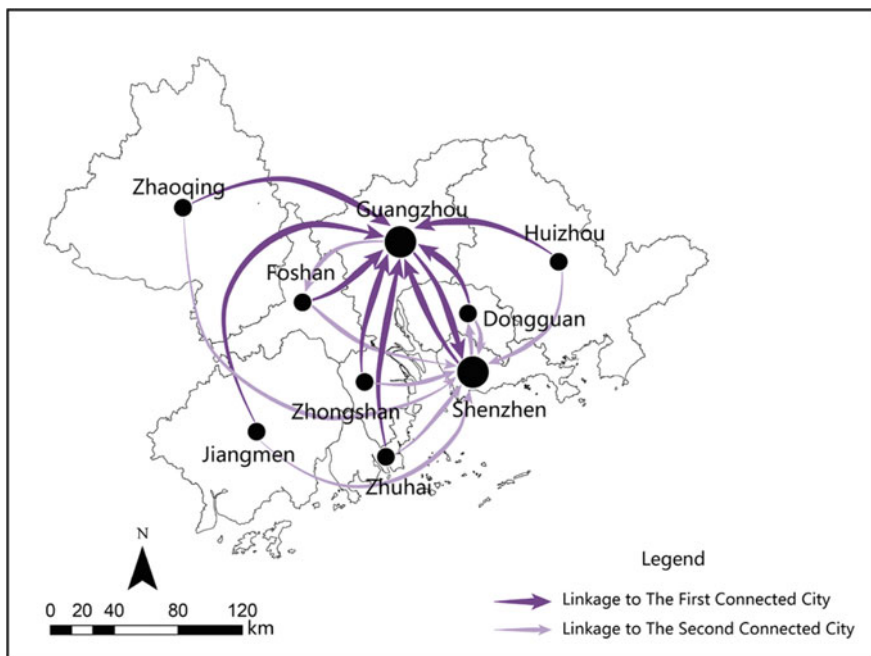 Zhaoqing
Guangzhou
Huizhou
Foshan
Dongguan
Zhongshan
Shenzhen
Jiangmen
Zhuhai
N
0 20 40 80 120
km
Legend
Linkage to The First Connected City
Linkage to The Second Connected City